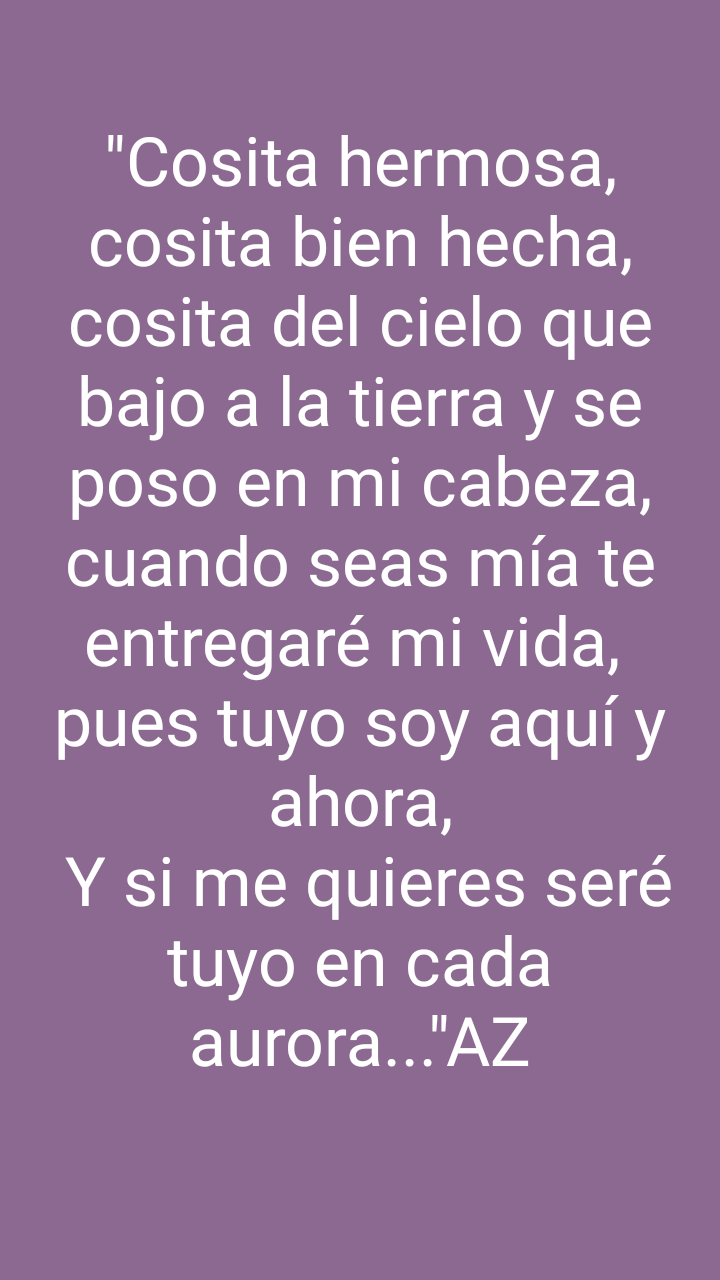 "Cosita hermosa,
cosita bien hecha,
cosita del cielo que
bajo a la tierra y se
poso en mi cabeza,
cuando seas mía te
entregaré mi vida,
pues tuyo soy aquí y
ahora,
Y si me quieres seré
tuyo en cada
aurora..."AZ